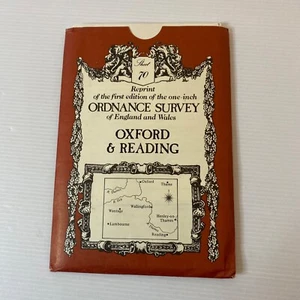 Sheet
70
Reprint
of the first edition of the one-inch
ORDNANCE SURVEY
of England and Wales
OXFORD
& READING
Oxford
Thame
Wallingford
Wantage
Henley-on-
Thames
Lambourn
Reading